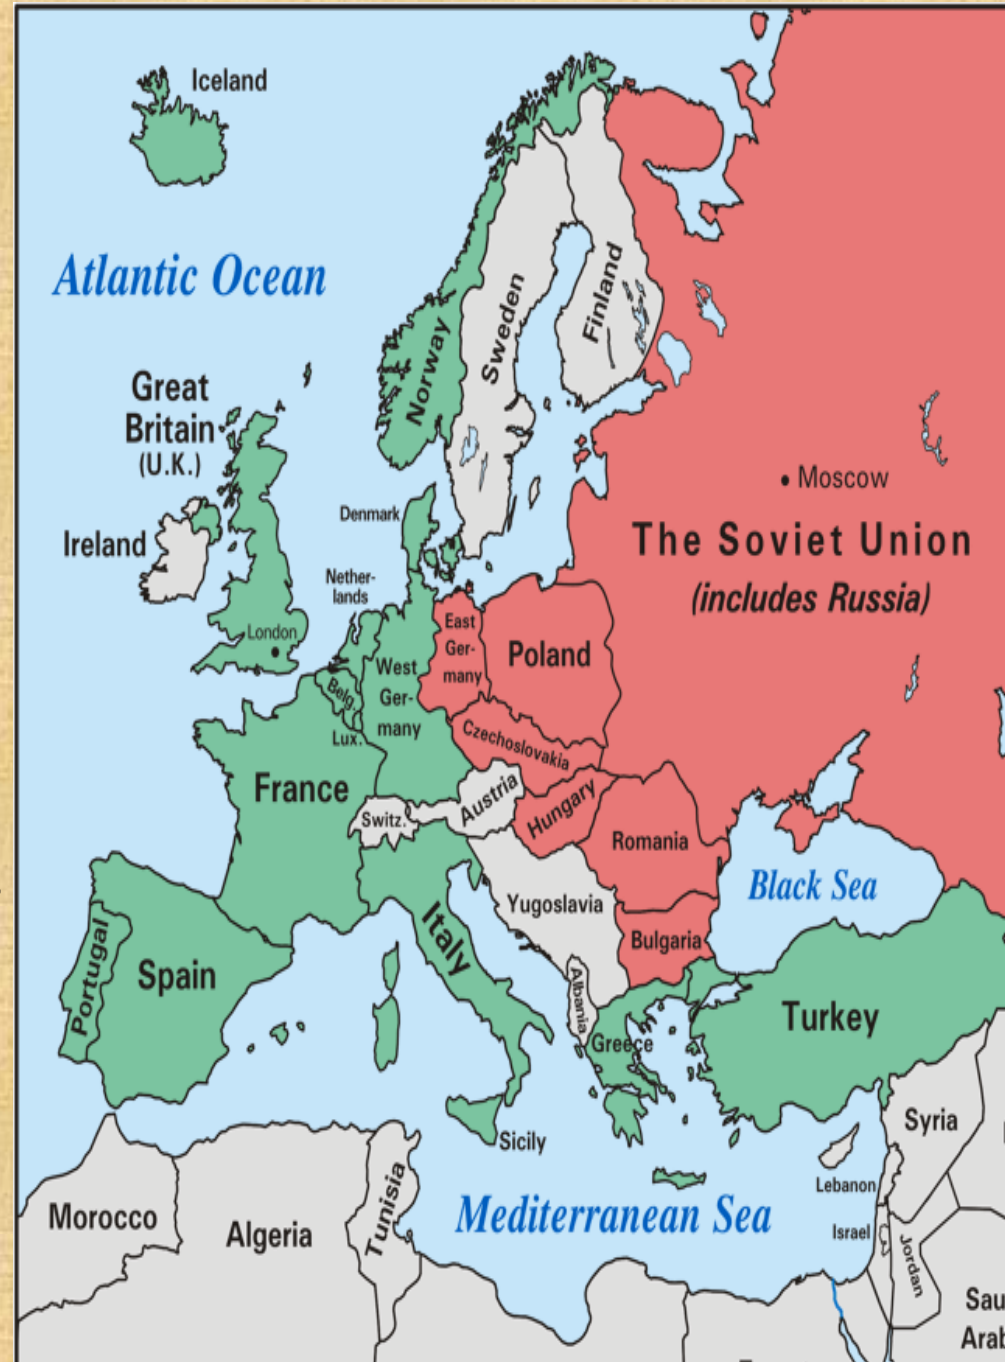 Iceland
Atlantic Ocean
Great
Britain
(U.K.)
Ireland
London
Norway
Sweden
Finland
Denmark
Nether-
lands
Belg.
Lux.
West
Ger-
many
East
Ger-
many
Poland
Moscow
The Soviet Union
(includes Russia)
Czechoslovakia
France
Switz.
Austria
Hungary
Romania
Black Sea
Yugoslavia
Bulgaria
Italy
Albania
Greece
Portugal
Spain
Turkey
Sicily
Syria
Lebanon
Israel
Jordan
Mediterranean Sea
Morocco
Algeria
Tunisia
Sau
Arab